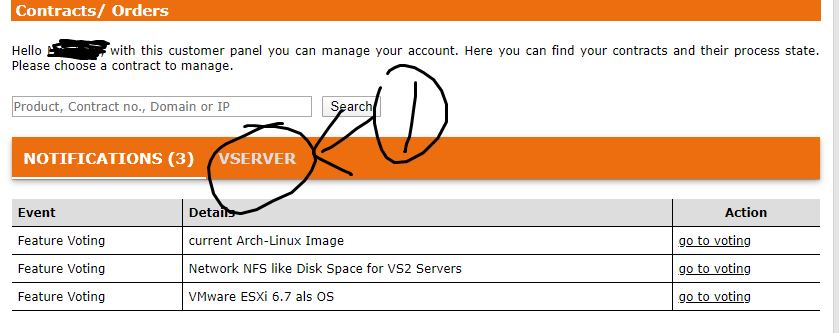 Contracts/ Orders
Hello , with this customer panel you can manage your account. Here you can find your contracts and their process state.
Please choose a contract to manage.
Product, Contract no., Domain or IP Search 1
NOTIFICATIONS (3) VSERVER
Event Details Action
Feature Voting current Arch-Linux Image go to voting
Feature Voting Network NFS like Disk Space for VS2 Servers go to voting
Feature Voting VMware ESXi 6.7 als OS go to voting